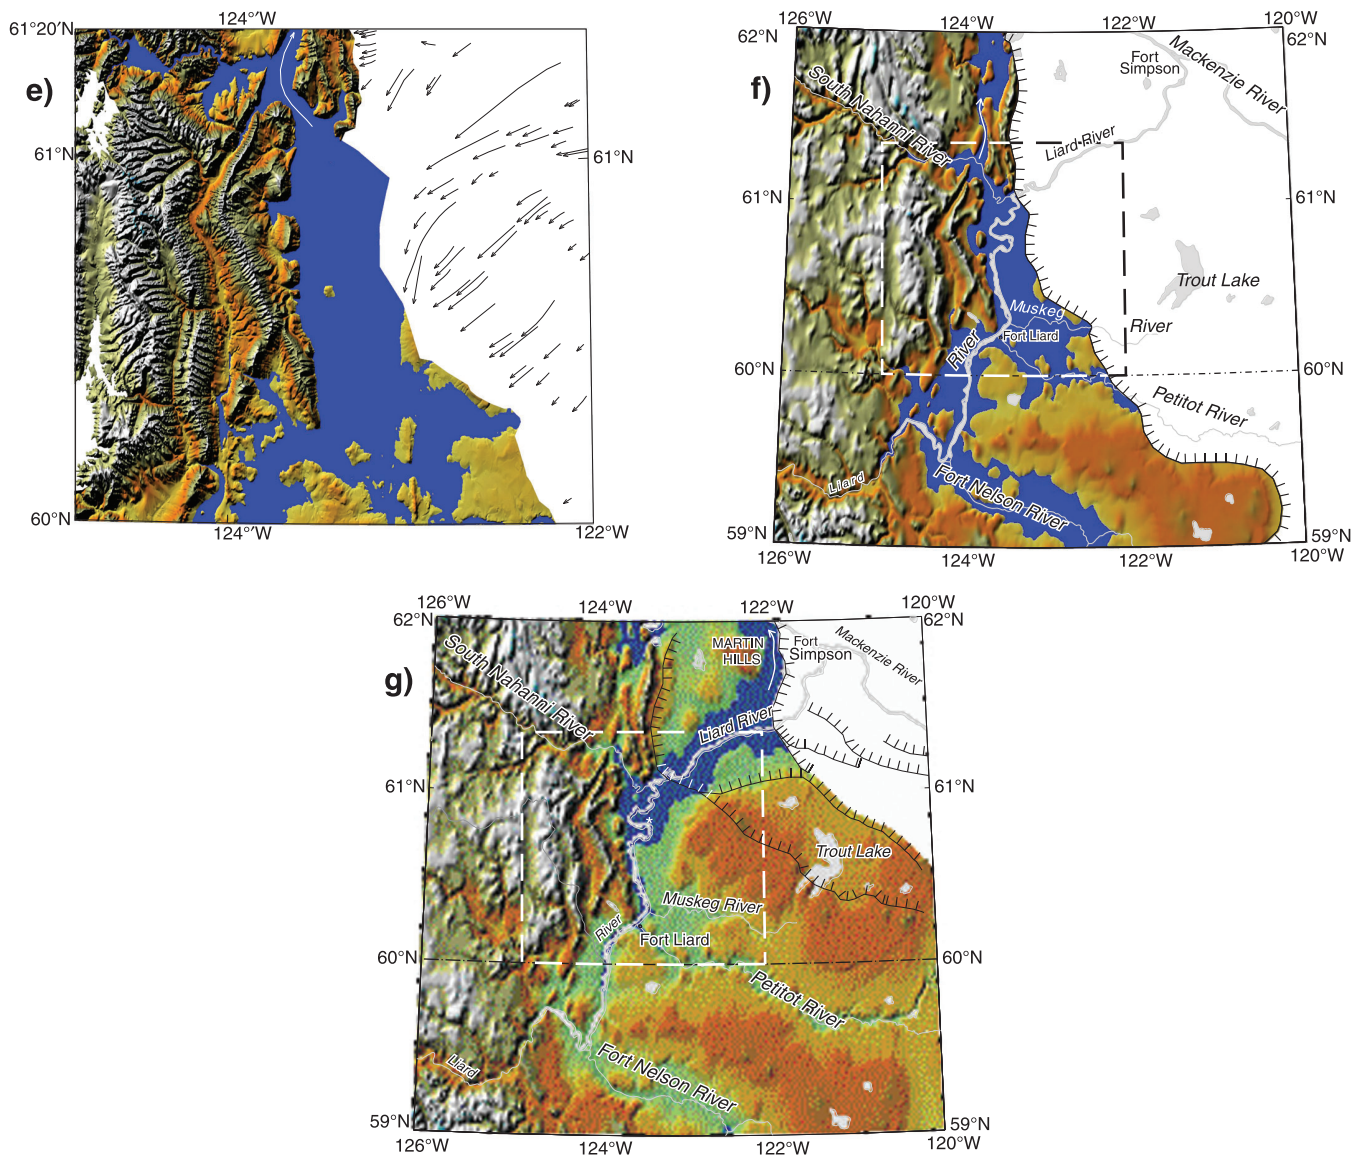 124°W
61°20'N
e)
61°N
61°N
60°N
124°W
122°W
126°W
124°W
122°W
120°W
62°N
62°N
f)
Fort
Simpson
Mackenzie River
South Nahanni River
Liard River
61°N
61°N
Trout Lake
Muskeg
River
Fort Liard
River
60°N
60°N
Petitot River
Liard
Fort Nelson River
59°N
59°N
126°W
124°W
122°W
120°W
126°W
124°W
122°W
120°W
62°N
62°N
g)
MARTIN
HILLS
Fort
Simpson
Mackenzie River
South Nahanni River
Liard River
61°N
61°N
*
Trout Lake
Muskeg River
River
Fort Liard
60°N
60°N
Petitot River
Liard
Fort Nelson River
59°N
59°N
126°W
124°W
122°W
120°W